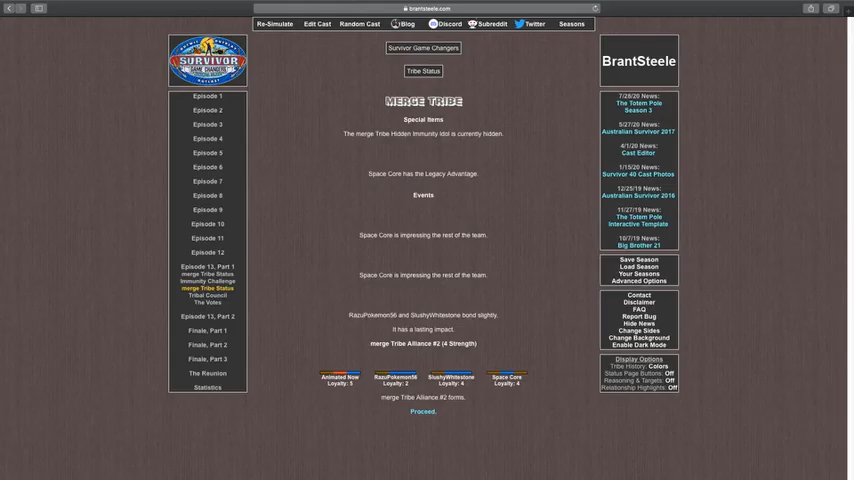 brantsteele.com
Re-Simulate
Edit Cast
Random Cast
Blog
Discord
Subreddit
Twitter
Seasons
SURVIVOR
GAME CHANGERS
Episode 1
Episode 2
Episode 3
Episode 4
Episode 5
Episode 6
Episode 7
Episode 8
Episode 9
Episode 10
Episode 11
Episode 12
Episode 13, Part 1
merge Tribe Status
Immunity Challenge
merge Tribe Status
Tribal Council
The Votes
Episode 13, Part 2
Finale, Part 1
Finale, Part 2
Finale, Part 3
The Reunion
Statistics
Survivor Game Changers
Tribe Status
MERGE TRIBE
Special Items
The merge Tribe Hidden Immunity Idol is currently hidden.
Space Core has the Legacy Advantage.
Events
Space Core is impressing the rest of the team.
Space Core is impressing the rest of the team.
RazuPokemon56 and SlushyWhitestone bond slightly.
It has a lasting impact.
merge Tribe Alliance #2 (4 Strength)
Animated Now
Loyalty: 5
RazuPokemon56
Loyalty: 2
SlushyWhitestone
Loyalty: 4
Space Core
Loyalty: 4
merge Tribe Alliance #2 forms.
Proceed.
BrantSteele
7/28/20 News:
The Totem Pole
Season 3
5/27/20 News:
Australian Survivor 2017
4/1/20 News:
Cast Editor
1/15/20 News:
Survivor 40 Cast Photos
12/25/19 News:
Australian Survivor 2016
11/27/19 News:
The Totem Pole
Interactive Template
10/7/19 News:
Big Brother 21
Save Season
Load Season
Your Seasons
Advanced Options
Contact
Disclaimer
FAQ
Report Bug
Hide News
Change Sides
Change Background
Enable Dark Mode
Display Options
Tribe History: Colors
Status Page Buttons: Off
Reasoning & Targets: Off
Relationship Highlights: Off